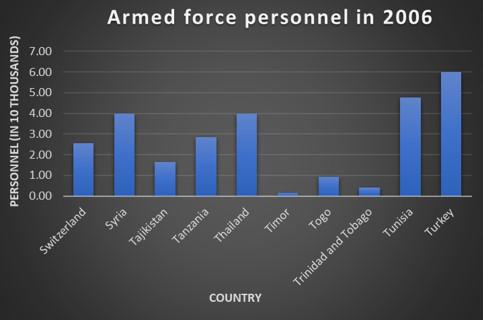 Armed force personnel in 2006
PERSONNEL (IN 10 THOUSANDS)
7.00
6.00
5.00
4.00
3.00
2.00
1.00
0.00
Switzerland
Syria
Tajikistan
Tanzania
Thailand
Timor
Togo
Trinidad and Tobago
Tunisia
Turkey
COUNTRY